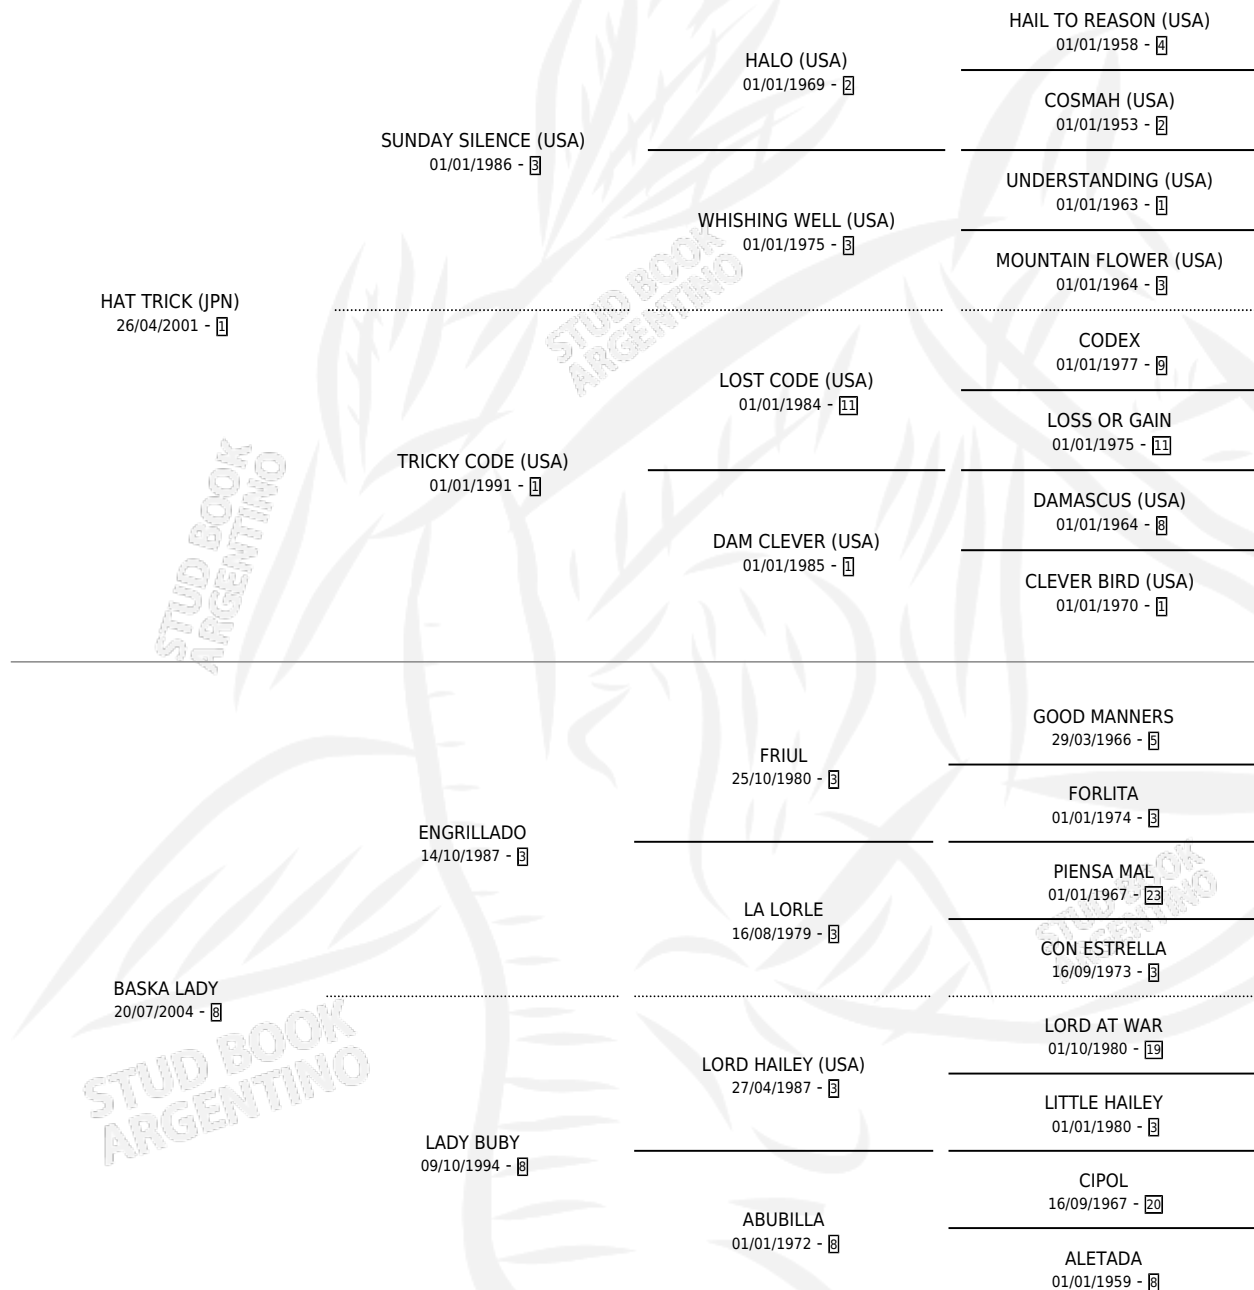 HAIL TO REASON (USA)
01/01/1958 - 4
HALO (USA)
01/01/1969 - 2
COSMAH (USA)
01/01/1953 - 2
SUNDAY SILENCE (USA)
01/01/1986 - 3
UNDERSTANDING (USA)
01/01/1963 - 1
WHISHING WELL (USA)
01/01/1975 - 3
MOUNTAIN FLOWER (USA)
01/01/1964 - 3
HAT TRICK (JPN)
26/04/2001 - 1
CODEX
01/01/1977 - 9
LOST CODE (USA)
01/01/1984 - 11
LOSS OR GAIN
01/01/1975 - 11
TRICKY CODE (USA)
01/01/1991 - 1
DAMASCUS (USA)
01/01/1964 - 8
DAM CLEVER (USA)
01/01/1985 - 1
CLEVER BIRD (USA)
01/01/1970 - 1
STUD BOOK
ARGENTINO
STUD BOOK
ARGENTINO
GOOD MANNERS
29/03/1966 - 5
FRIUL
25/10/1980 - 3
FORLITA
01/01/1974 - 3
ENGRILLADO
14/10/1987 - 3
PIENSA MAL
01/01/1967 - 23
LA LORLE
16/08/1979 - 3
CON ESTRELLA
16/09/1973 - 3
BASKA LADY
20/07/2004 - 8
LORD AT WAR
01/10/1980 - 19
LORD HAILEY (USA)
27/04/1987 - 3
LITTLE HAILEY
01/01/1980 - 3
LADY BUBY
09/10/1994 - 8
CIPOL
16/09/1967 - 20
ABUBILLA
01/01/1972 - 8
ALETADA
01/01/1959 - 8
STUD BOOK
ARGENTINO
STUD BOOK
ARGENTINO